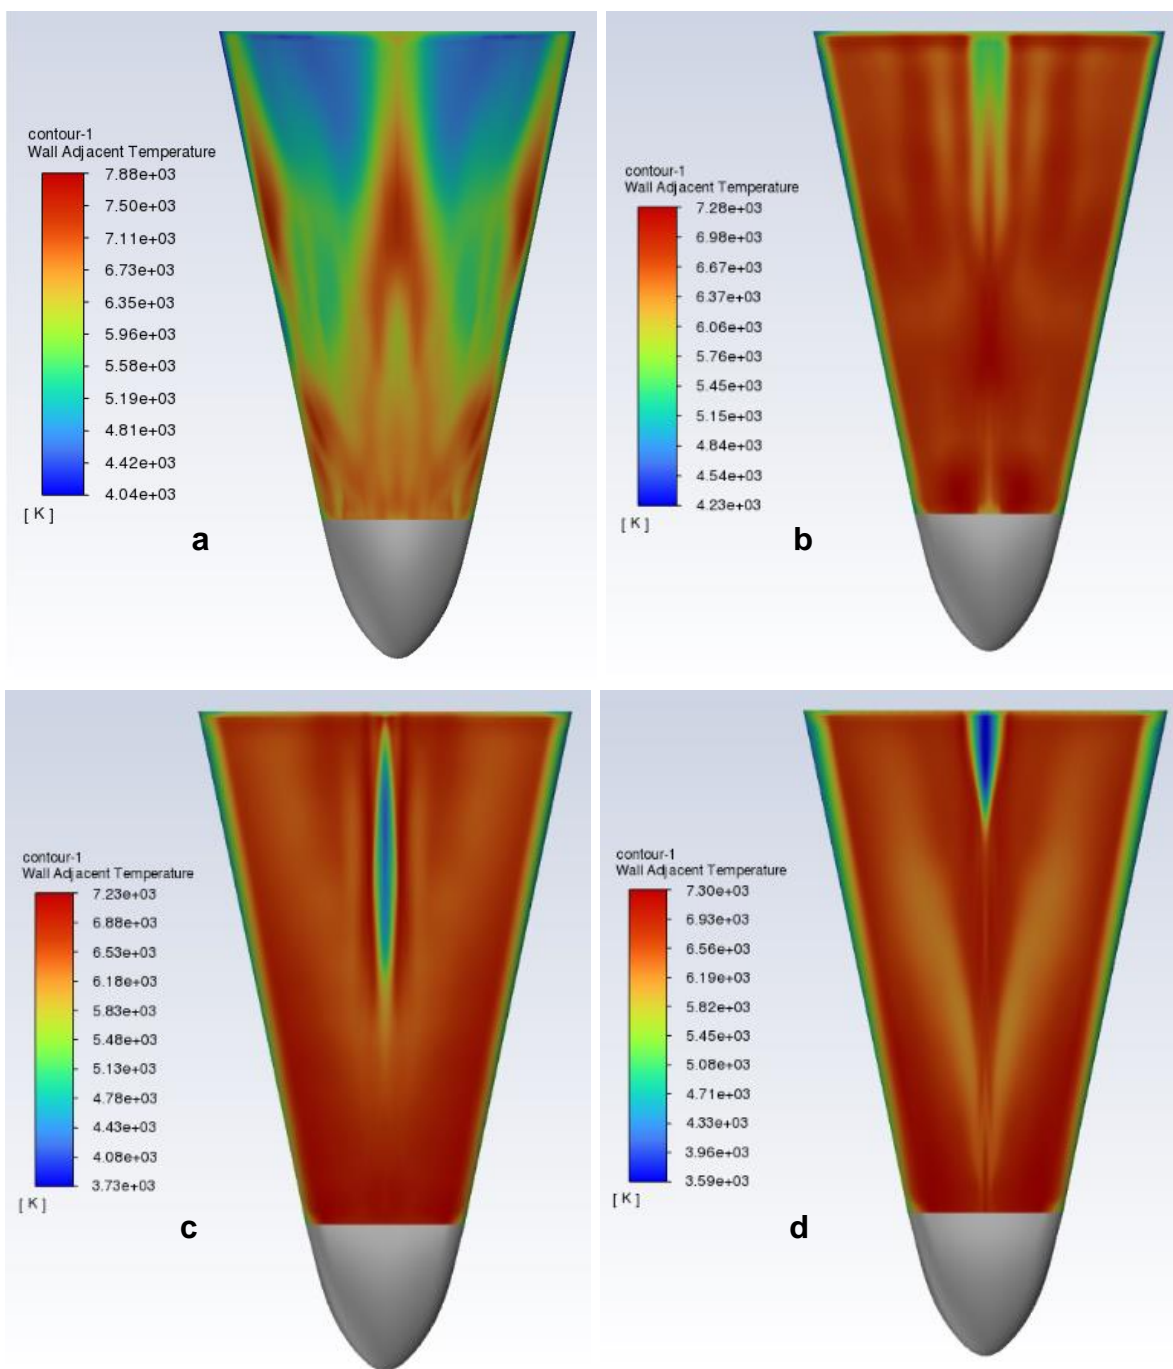 contour-1
Wall Adjacent Temperature
7.88e+03
7.50e+03
7.11e+03
6.73e+03
6.35e+03
5.96e+03
5.58e+03
5.19e+03
4.81e+03
4.42e+03
4.04e+03
[ K ]
a
contour-1
Wall Adjacent Temperature
7.28e+03
6.98e+03
6.67e+03
6.37e+03
6.06e+03
5.76e+03
5.45e+03
5.15e+03
4.84e+03
4.54e+03
4.23e+03
[ K ]
b
contour-1
Wall Adjacent Temperature
7.23e+03
6.88e+03
6.53e+03
6.18e+03
5.83e+03
5.48e+03
5.13e+03
4.78e+03
4.43e+03
4.08e+03
3.73e+03
[ K ]
c
contour-1
Wall Adjacent Temperature
7.30e+03
6.93e+03
6.56e+03
6.19e+03
5.82e+03
5.45e+03
5.08e+03
4.71e+03
4.33e+03
3.96e+03
3.59e+03
[ K ]
d